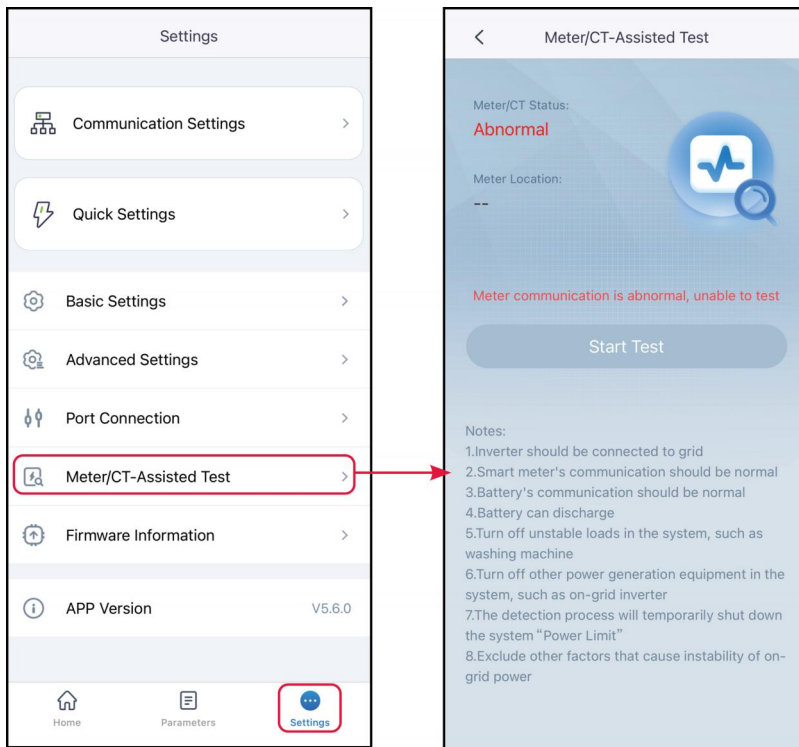 Settings
Communication Settings
Quick Settings
Basic Settings
Advanced Settings
Port Connection
Meter/CT-Assisted Test
Firmware Information
APP Version V5.6.0
Home Parameters Settings
Meter/CT-Assisted Test
Meter/CT Status:
Abnormal
Meter Location:
--
Meter communication is abnormal, unable to test
Start Test
Notes:
1.Inverter should be connected to grid
2.Smart meter's communication should be normal
3.Battery's communication should be normal
4.Battery can discharge
5.Turn off unstable loads in the system, such as
washing machine
6.Turn off other power generation equipment in the
system, such as on-grid inverter
7.The detection process will temporarily shut down
the system “Power Limit”
8.Exclude other factors that cause instability of on-
grid power